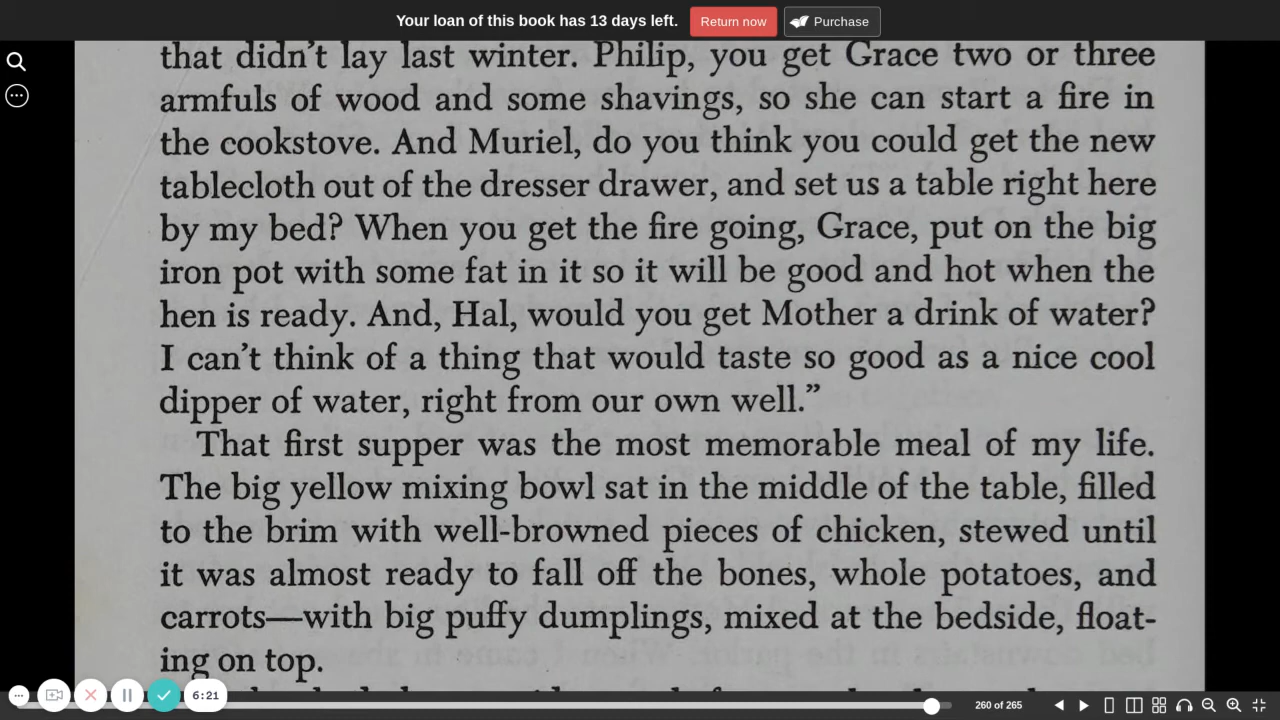 Your loan of this book has 13 days left.
Return now
Purchase
that didn't lay last winter. Philip, you get Grace two or three
armfuls of wood and some shavings, so she can start a fire in
the cookstove. And Muriel, do you think you could get the new
tablecloth out of the dresser drawer, and set us a table right here
by my bed? When you get the fire going, Grace, put on the big
iron pot with some fat in it so it will be good and hot when the
hen is ready. And, Hal, would you get Mother a drink of water?
I can't think of a thing that would taste so good as a nice cool
dipper of water, right from our own well.”
That first supper was the most memorable meal of my life.
The big yellow mixing bowl sat in the middle of the table, filled
to the brim with well-browned pieces of chicken, stewed until
it was almost ready to fall off the bones, whole potatoes, and
carrots—with big puffy dumplings, mixed at the bedside, float-
ing on top.
6:21
260 of 265